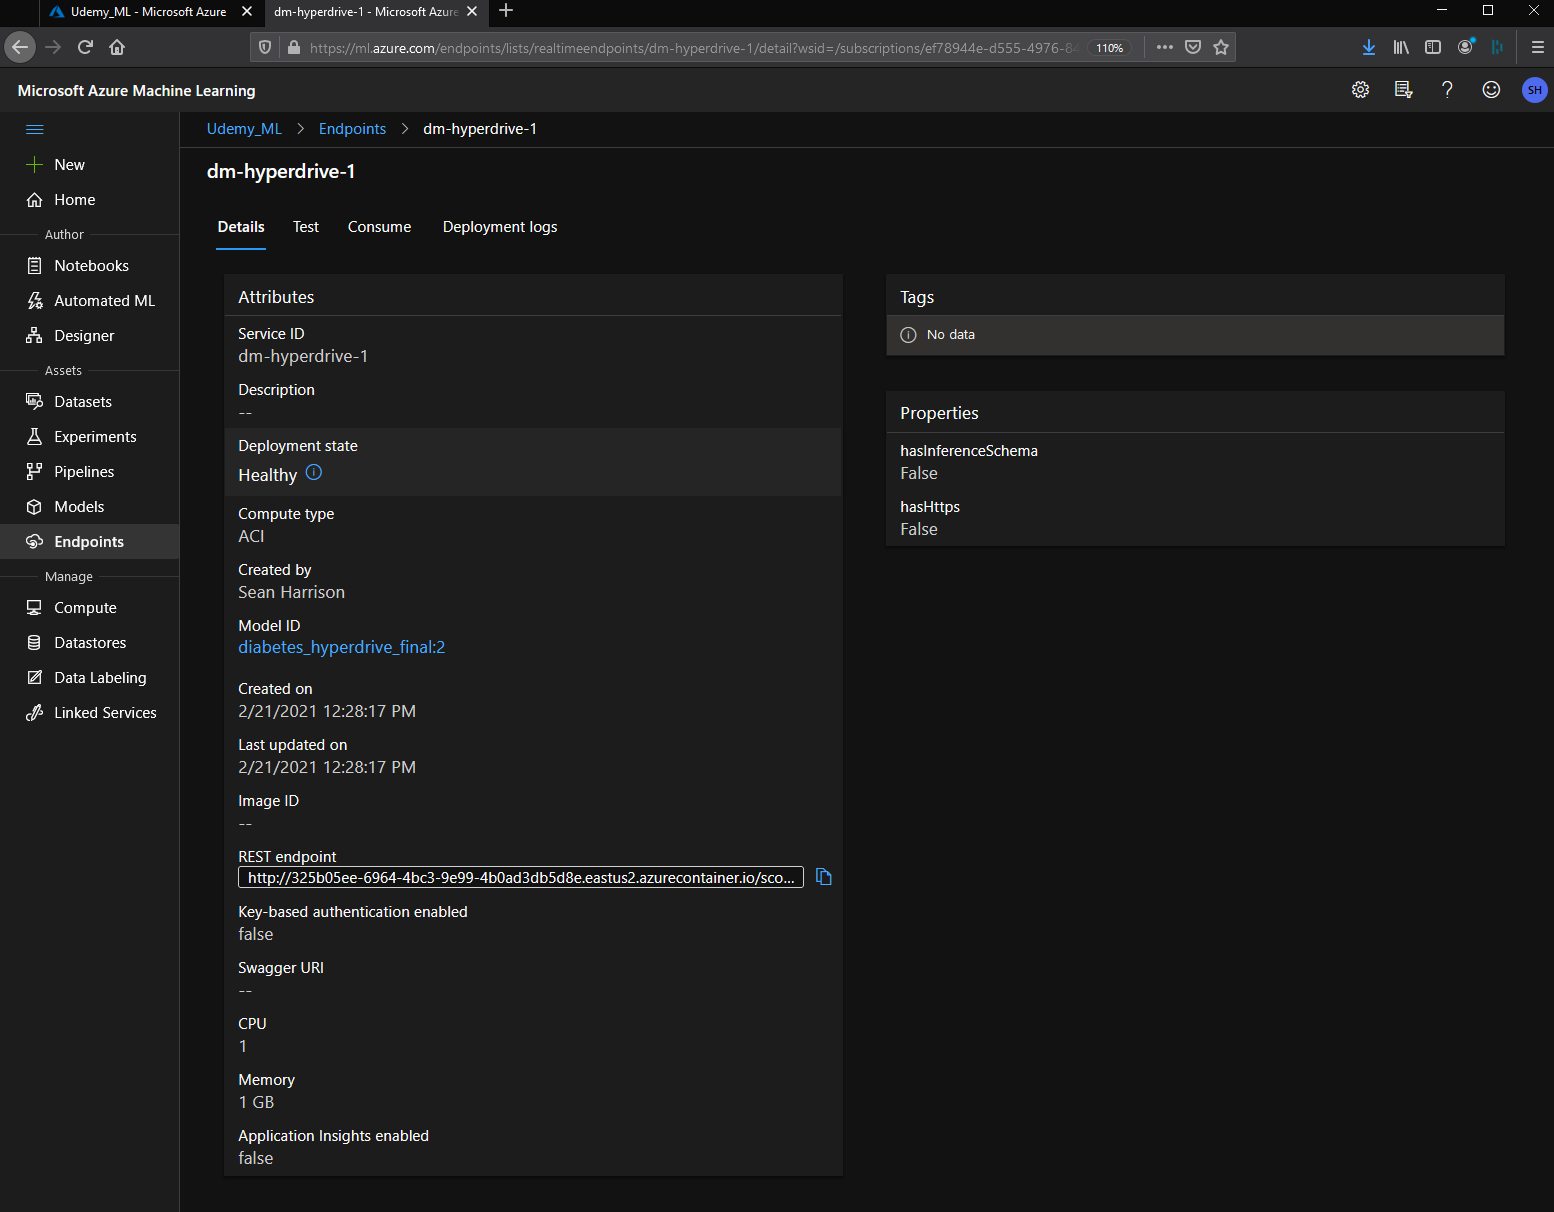 Udemy_ML - Microsoft Azure
dm-hyperdrive-1 - Microsoft Azure
https://ml.azure.com/endpoints/lists/realtimeendpoints/dm-hyperdrive-1/detail?wsid=/subscriptions/ef78944e-d555-4976-84
110%
Microsoft Azure Machine Learning
SH
New
Home
Author
Notebooks
Automated ML
Designer
Assets
Datasets
Experiments
Pipelines
Models
Endpoints
Manage
Compute
Datastores
Data Labeling
Linked Services
Udemy_ML > Endpoints > dm-hyperdrive-1
dm-hyperdrive-1
Details Test Consume Deployment logs
Attributes
Service ID
dm-hyperdrive-1
Description
--
Deployment state
Healthy
Compute type
ACI
Created by
Sean Harrison
Model ID
diabetes_hyperdrive_final:2
Created on
2/21/2021 12:28:17 PM
Last updated on
2/21/2021 12:28:17 PM
Image ID
--
REST endpoint
http://325b05ee-6964-4bc3-9e99-4b0ad3db5d8e.eastus2.azurecontainer.io/sco...
Key-based authentication enabled
false
Swagger URI
--
CPU
1
Memory
1 GB
Application Insights enabled
false
Tags
No data
Properties
hasInferenceSchema
False
hasHttps
False